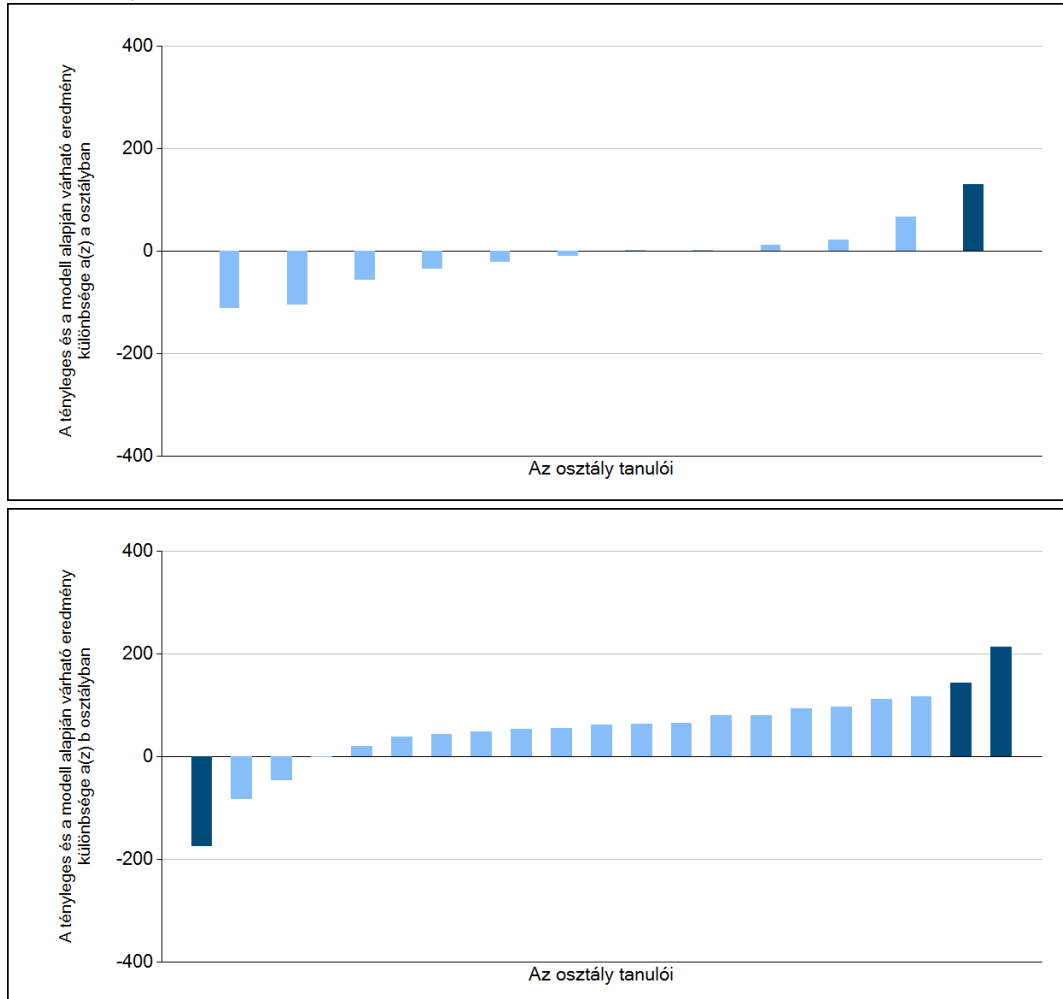 A tényleges és a modell alapján várható eredmény
különbsége a(z) a osztályban
400
200
0
-200
-400
Az osztály tanulói
A tényleges és a modell alapján várható eredmény
különbsége a(z) b osztályban
400
200
0
-200
-400
Az osztály tanulói